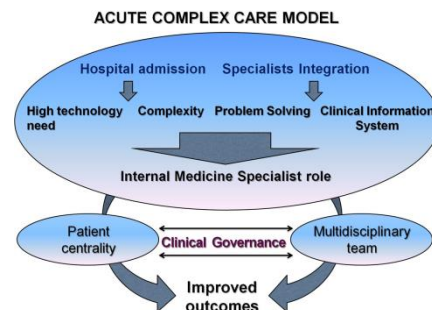 ACUTE COMPLEX CARE MODEL
Hospital admission Specialists Integration
High technology need Complexity Problem Solving Clinical Information System
Internal Medicine Specialist role
Patient centrality Clinical Governance Multidisciplinary team
Improved
outcomes